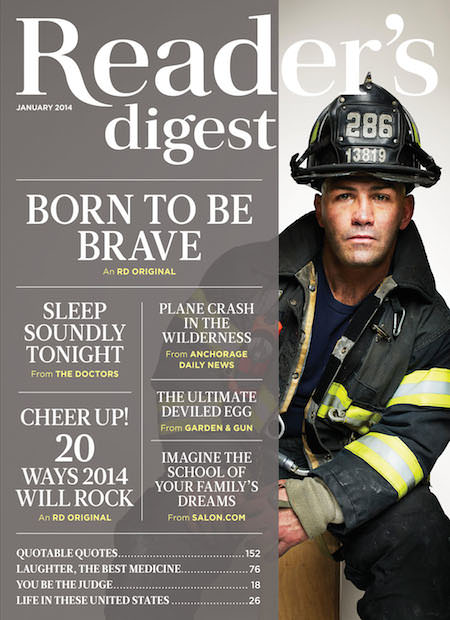 Reader's
JANUARY 2014
digest
286
13819
BORN TO BE
BRAVE
An RD ORIGINAL
SLEEP
SOUNDLY
TONIGHT
From THE DOCTORS
CHEER UP!
20
WAYS 2014
WILL ROCK
An RD ORIGINAL
PLANE CRASH
IN THE
WILDERNESS
From ANCHORAGE
DAILY NEWS
THE ULTIMATE
DEVILED EGG
From GARDEN & GUN
IMAGINE THE
SCHOOL OF
YOUR FAMILY'S
DREAMS
From SALON.COM
QUOTABLE QUOTES.................................152
LAUGHTER, THE BEST MEDICINE.................76
YOU BE THE JUDGE.................................18
LIFE IN THESE UNITED STATES....................26